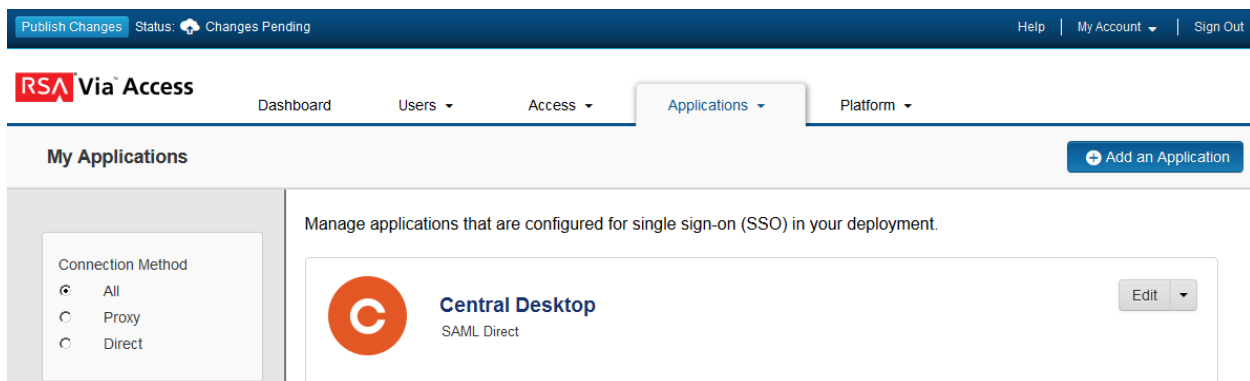 Publish Changes Status: Changes Pending Help My Account Sign Out
RSA Via™ Access
Dashboard Users Access Applications Platform
My Applications
Add an Application
Manage applications that are configured for single sign-on (SSO) in your deployment.
Connection Method
All
Proxy
Direct
C
Central Desktop
SAML Direct
Edit